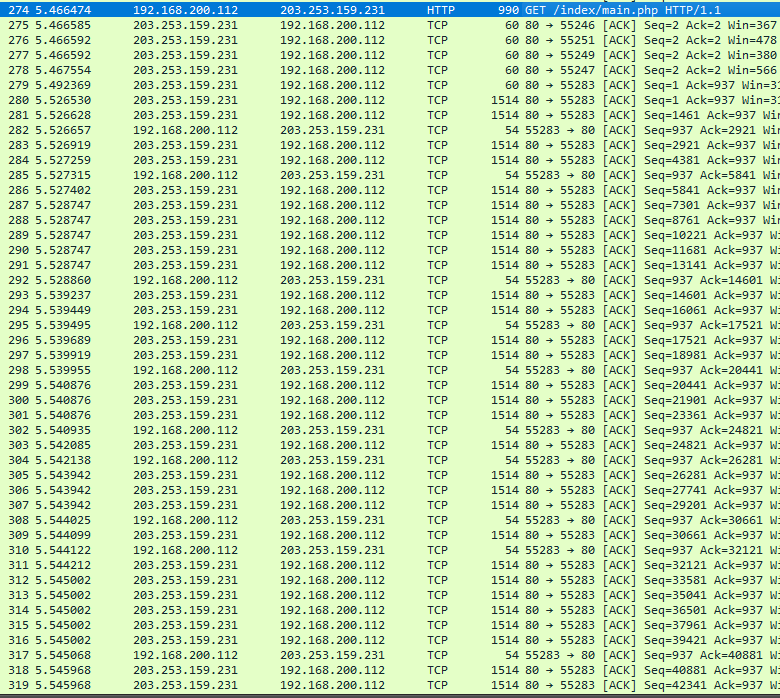 274 5.466474 192.168.200.112 203.253.159.231 HTTP 990 GET /index/main.php HTTP/1.1
275 5.466585 203.253.159.231 192.168.200.112 TCP 60 80 → 55246 [ACK] Seq=2 Ack=2 Win=367
276 5.466592 203.253.159.231 192.168.200.112 TCP 60 80 → 55251 [ACK] Seq=2 Ack=2 Win=478
277 5.466592 203.253.159.231 192.168.200.112 TCP 60 80 → 55249 [ACK] Seq=2 Ack=2 Win=380
278 5.467554 203.253.159.231 192.168.200.112 TCP 60 80 → 55247 [ACK] Seq=2 Ack=2 Win=566
279 5.492369 203.253.159.231 192.168.200.112 TCP 60 80 → 55283 [ACK] Seq=1 Ack=937 Win=31
280 5.526530 203.253.159.231 192.168.200.112 TCP 1514 80 → 55283 [ACK] Seq=1 Ack=937 Win=31
281 5.526628 203.253.159.231 192.168.200.112 TCP 1514 80 → 55283 [ACK] Seq=1461 Ack=937 Win
282 5.526657 192.168.200.112 203.253.159.231 TCP 54 55283 → 80 [ACK] Seq=937 Ack=2921 Win
283 5.526919 203.253.159.231 192.168.200.112 TCP 1514 80 → 55283 [ACK] Seq=2921 Ack=937 Win
284 5.527259 203.253.159.231 192.168.200.112 TCP 1514 80 → 55283 [ACK] Seq=4381 Ack=937 Win
285 5.527315 192.168.200.112 203.253.159.231 TCP 54 55283 → 80 [ACK] Seq=937 Ack=5841 Win
286 5.527402 203.253.159.231 192.168.200.112 TCP 1514 80 → 55283 [ACK] Seq=5841 Ack=937 Win
287 5.528747 203.253.159.231 192.168.200.112 TCP 1514 80 → 55283 [ACK] Seq=7301 Ack=937 Win
288 5.528747 203.253.159.231 192.168.200.112 TCP 1514 80 → 55283 [ACK] Seq=8761 Ack=937 Win
289 5.528747 203.253.159.231 192.168.200.112 TCP 1514 80 → 55283 [ACK] Seq=10221 Ack=937 Wi
290 5.528747 203.253.159.231 192.168.200.112 TCP 1514 80 → 55283 [ACK] Seq=11681 Ack=937 Wi
291 5.528747 203.253.159.231 192.168.200.112 TCP 1514 80 → 55283 [ACK] Seq=13141 Ack=937 Wi
292 5.528860 192.168.200.112 203.253.159.231 TCP 54 55283 → 80 [ACK] Seq=937 Ack=14601 Wi
293 5.539237 203.253.159.231 192.168.200.112 TCP 1514 80 → 55283 [ACK] Seq=14601 Ack=937 Wi
294 5.539449 203.253.159.231 192.168.200.112 TCP 1514 80 → 55283 [ACK] Seq=16061 Ack=937 Wi
295 5.539495 192.168.200.112 203.253.159.231 TCP 54 55283 → 80 [ACK] Seq=937 Ack=17521 Wi
296 5.539689 203.253.159.231 192.168.200.112 TCP 1514 80 → 55283 [ACK] Seq=17521 Ack=937 Wi
297 5.539919 203.253.159.231 192.168.200.112 TCP 1514 80 → 55283 [ACK] Seq=18981 Ack=937 Wi
298 5.539955 192.168.200.112 203.253.159.231 TCP 54 55283 → 80 [ACK] Seq=937 Ack=20441 Wi
299 5.540876 203.253.159.231 192.168.200.112 TCP 1514 80 → 55283 [ACK] Seq=20441 Ack=937 Wi
300 5.540876 203.253.159.231 192.168.200.112 TCP 1514 80 → 55283 [ACK] Seq=21901 Ack=937 Wi
301 5.540876 203.253.159.231 192.168.200.112 TCP 1514 80 → 55283 [ACK] Seq=23361 Ack=937 Wi
302 5.540935 192.168.200.112 203.253.159.231 TCP 54 55283 → 80 [ACK] Seq=937 Ack=24821 Wi
303 5.542085 203.253.159.231 192.168.200.112 TCP 1514 80 → 55283 [ACK] Seq=24821 Ack=937 Wi
304 5.542138 192.168.200.112 203.253.159.231 TCP 54 55283 → 80 [ACK] Seq=937 Ack=26281 Wi
305 5.543942 203.253.159.231 192.168.200.112 TCP 1514 80 → 55283 [ACK] Seq=26281 Ack=937 Wi
306 5.543942 203.253.159.231 192.168.200.112 TCP 1514 80 → 55283 [ACK] Seq=27741 Ack=937 Wi
307 5.543942 203.253.159.231 192.168.200.112 TCP 1514 80 → 55283 [ACK] Seq=29201 Ack=937 Wi
308 5.544025 192.168.200.112 203.253.159.231 TCP 54 55283 → 80 [ACK] Seq=937 Ack=30661 Wi
309 5.544099 203.253.159.231 192.168.200.112 TCP 1514 80 → 55283 [ACK] Seq=30661 Ack=937 Wi
310 5.544122 192.168.200.112 203.253.159.231 TCP 54 55283 → 80 [ACK] Seq=937 Ack=32121 Wi
311 5.544212 203.253.159.231 192.168.200.112 TCP 1514 80 → 55283 [ACK] Seq=32121 Ack=937 Wi
312 5.545002 203.253.159.231 192.168.200.112 TCP 1514 80 → 55283 [ACK] Seq=33581 Ack=937 Wi
313 5.545002 203.253.159.231 192.168.200.112 TCP 1514 80 → 55283 [ACK] Seq=35041 Ack=937 Wi
314 5.545002 203.253.159.231 192.168.200.112 TCP 1514 80 → 55283 [ACK] Seq=36501 Ack=937 Wi
315 5.545002 203.253.159.231 192.168.200.112 TCP 1514 80 → 55283 [ACK] Seq=37961 Ack=937 Wi
316 5.545002 203.253.159.231 192.168.200.112 TCP 1514 80 → 55283 [ACK] Seq=39421 Ack=937 Wi
317 5.545068 192.168.200.112 203.253.159.231 TCP 54 55283 → 80 [ACK] Seq=937 Ack=40881 Wi
318 5.545968 203.253.159.231 192.168.200.112 TCP 1514 80 → 55283 [ACK] Seq=40881 Ack=937 Wi
319 5.545968 203.253.159.231 192.168.200.112 TCP 1514 80 → 55283 [ACK] Seq=42341 Ack=937 Wi